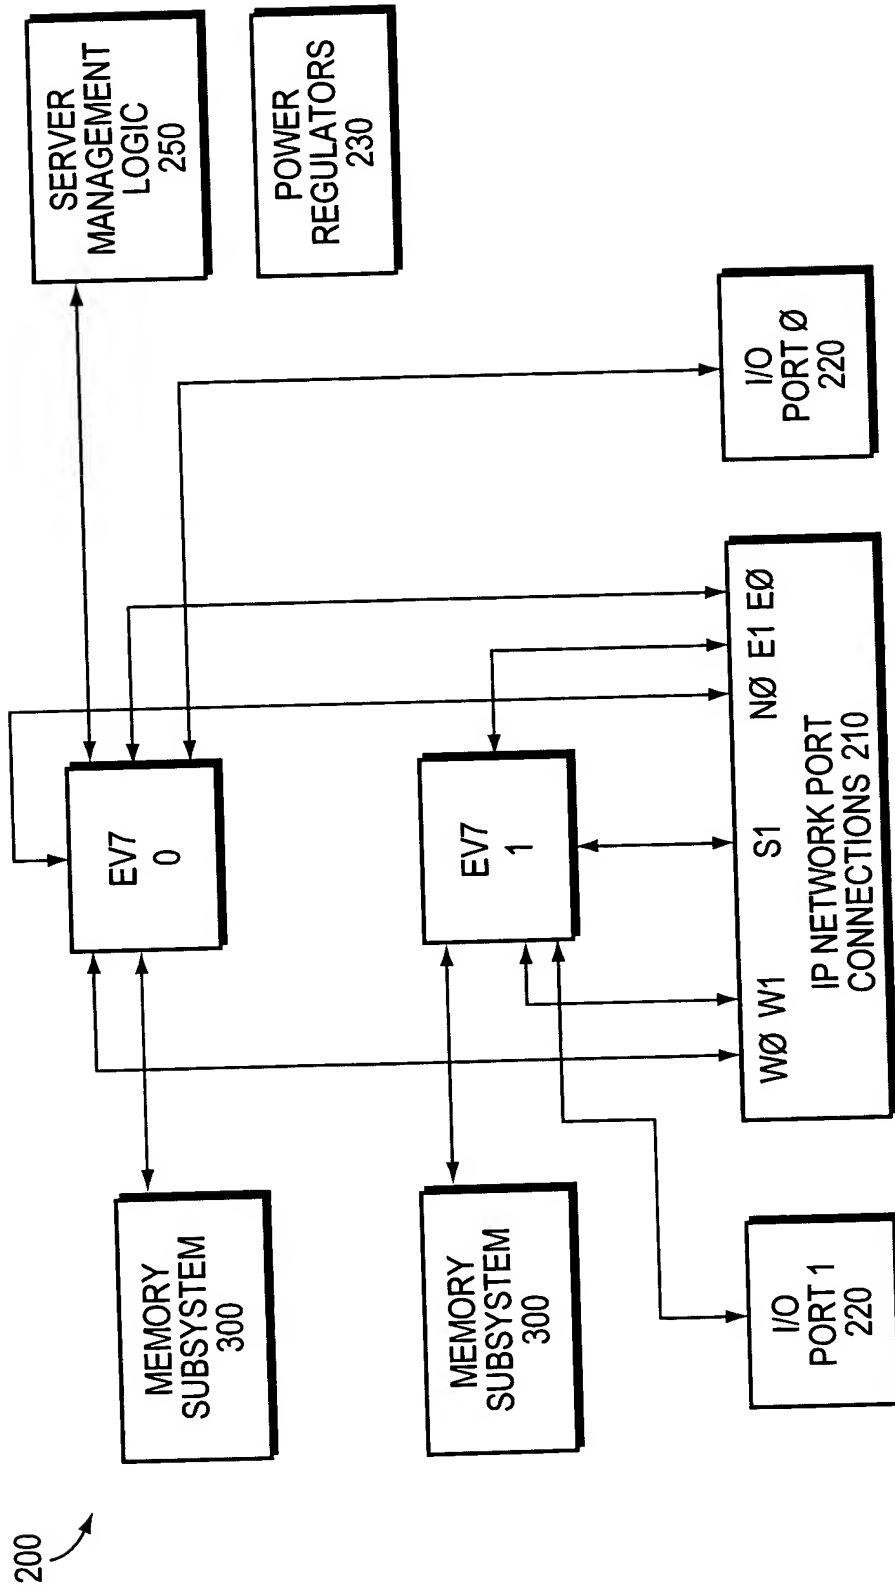 200
MEMORY
SUBSYSTEM
300
EV7
0
SERVER
MANAGEMENT
LOGIC
250
POWER
REGULATORS
230
MEMORY
SUBSYSTEM
300
EV7
1
I/O
PORT 1
220
WØ W1 S1 NØ E1 EØ
IP NETWORK PORT
CONNECTIONS 210
I/O
PORT Ø
220